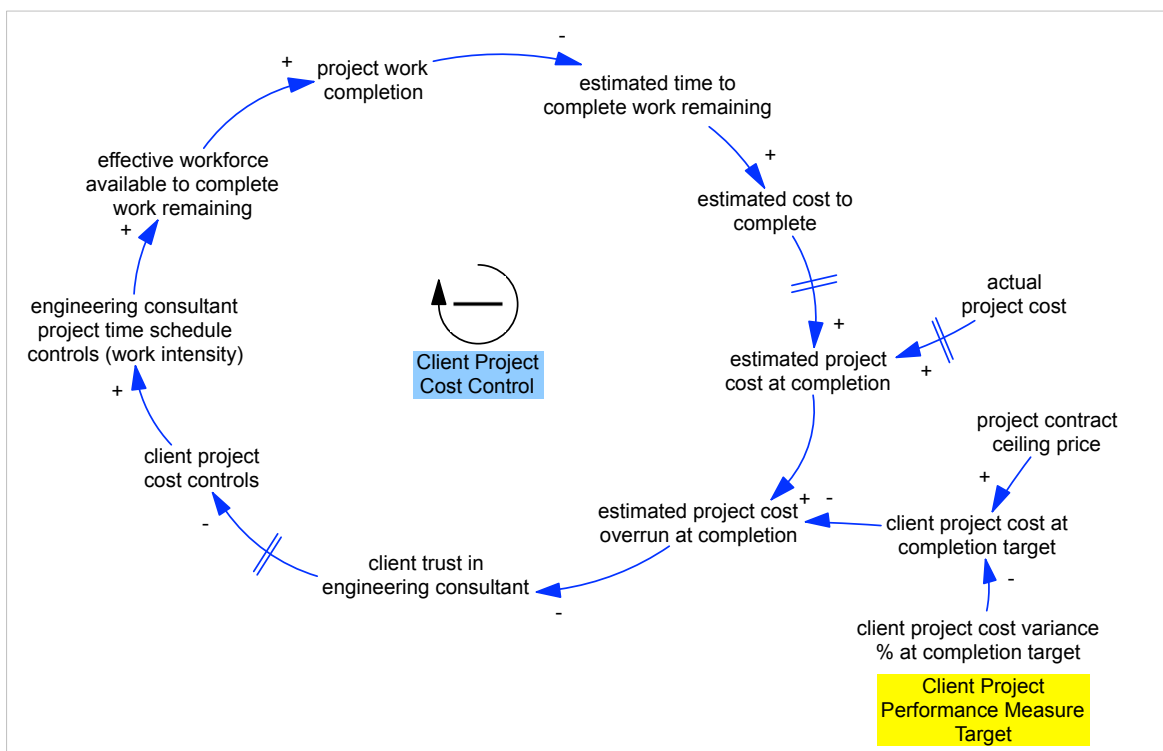 -
+
project work
completion
estimated time to
complete work remaining
+
effective workforce
available to complete
work remaining
+
estimated cost to
complete
engineering consultant
project time schedule
controls (work intensity)
+
actual
project cost
+
estimated project
cost at completion
+
Client Project
Cost Control
client project
cost controls
-
project contract
ceiling price
+
estimated project cost
overrun at completion
+ -
client project cost at
completion target
-
client trust in
engineering consultant
-
client project cost variance
% at completion target
Client Project
Performance Measure
Target